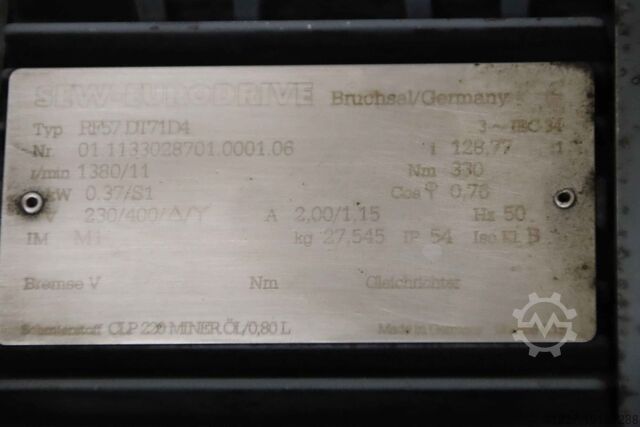 SEW-EURODRIVE Bruchsal/Germany
Typ RF57 DT71D4 3 ~ IEC 34
Nr. 01.1133028701.0001.06 i 128,77 :1
r/min 1380/11 Nm 330
kW 0.37/S1 Cos φ 0,76
V 230/400/Δ/Y A 2,00/1,15 Hz 50
IM M1 kg 27.545 IP 54 Iso Kl B
Bremse V Nm Gleichrichter
Schmierstoff CLP 220 MINER.ÖL/0,80 L Made in Germany